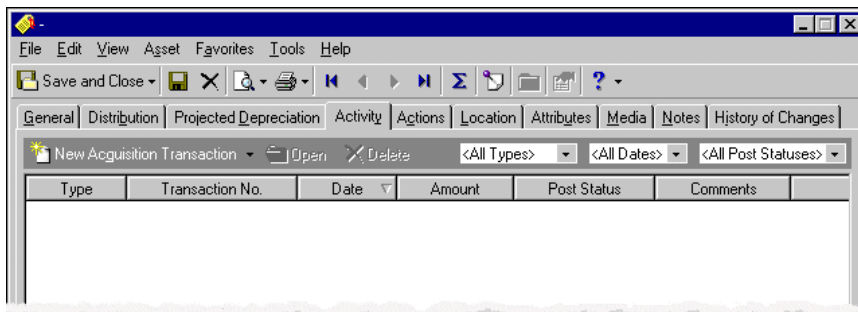 -
File Edit View Asset Favorites Tools Help
Save and Close
General Distribution Projected Depreciation Activity Actions Location Attributes Media Notes History of Changes
New Acquisition Transaction Open Delete <All Types> <All Dates> <All Post Statuses>
Type Transaction No. Date Amount Post Status Comments